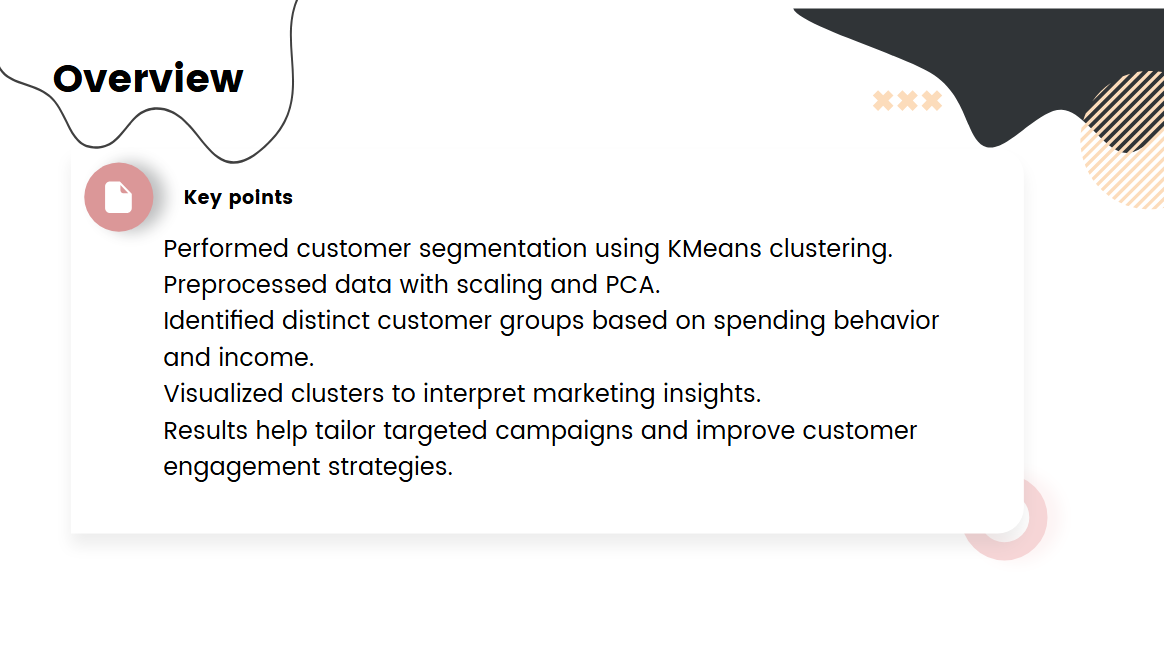 Overview
Key points
Performed customer segmentation using KMeans clustering.
Preprocessed data with scaling and PCA.
Identified distinct customer groups based on spending behavior
and income.
Visualized clusters to interpret marketing insights.
Results help tailor targeted campaigns and improve customer
engagement strategies.